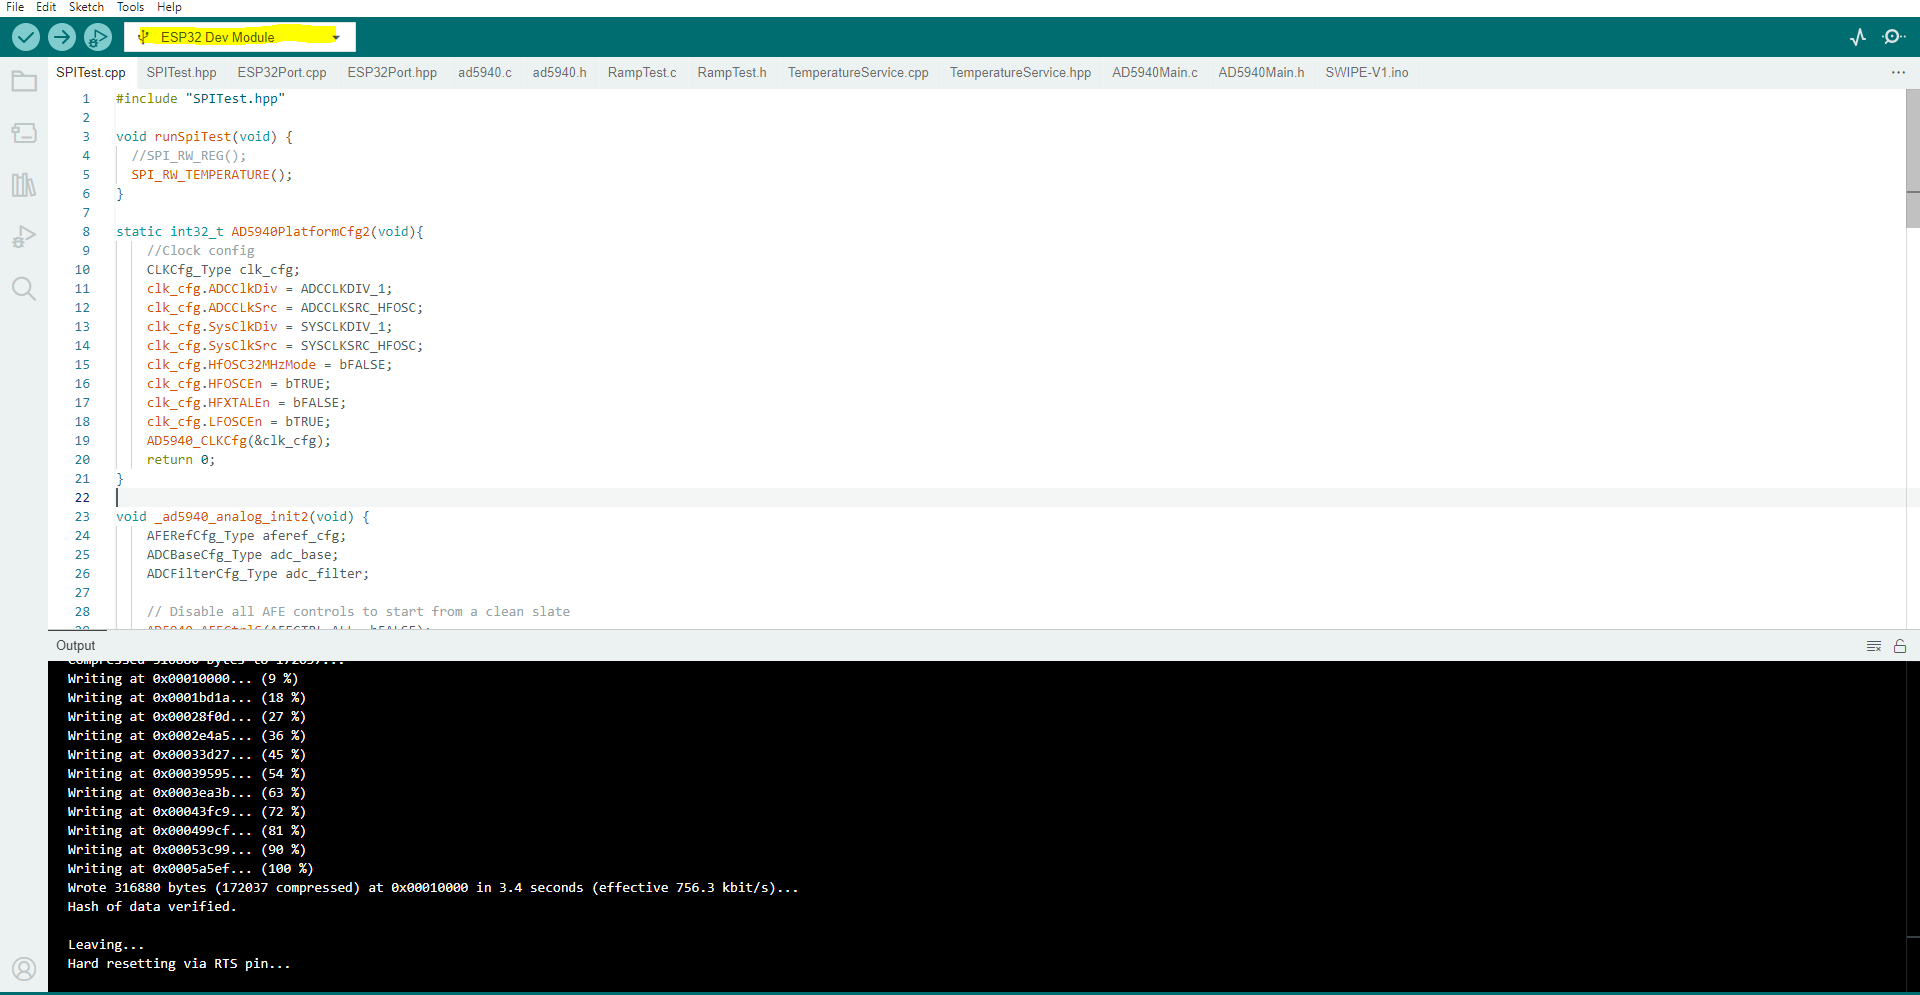 File Edit Sketch Tools Help
ESP32 Dev Module
SPITest.cpp SPITest.hpp ESP32Port.cpp ESP32Port.hpp ad5940.c ad5940.h RampTest.c RampTest.h TemperatureService.cpp TemperatureService.hpp AD5940Main.c AD5940Main.h SWIPE-V1.ino ...
1 #include "SPITest.hpp"
2
3 void runSpiTest(void) {
4 //SPI_RW_REG();
5 SPI_RW_TEMPERATURE();
6 }
7
8 static int32_t AD5940PlatformCfg2(void){
9 //Clock config
10 CLKCfg_Type clk_cfg;
11 clk_cfg.ADCClkDiv = ADCCLKDIV_1;
12 clk_cfg.ADCCLkSrc = ADCCLKSRC_HFOSC;
13 clk_cfg.SysClkDiv = SYSCLKDIV_1;
14 clk_cfg.SysClkSrc = SYSCLKSRC_HFOSC;
15 clk_cfg.HfOSC32MHzMode = bFALSE;
16 clk_cfg.HFOSCEn = bTRUE;
17 clk_cfg.HFXTALEn = bFALSE;
18 clk_cfg.LFOSCEn = bTRUE;
19 AD5940_CLKCfg(&clk_cfg);
20 return 0;
21 }
22
23 void _ad5940_analog_init2(void) {
24 AFERefCfg_Type aferef_cfg;
25 ADCBaseCfg_Type adc_base;
26 ADCFilterCfg_Type adc_filter;
27
28 // Disable all AFE controls to start from a clean slate
29 AD5940_AFECtrlS(AFECTRL_ALL, bFALSE);
Output
Compressed 316880 bytes to 172037...
Writing at 0x00010000... (9 %)
Writing at 0x0001bd1a... (18 %)
Writing at 0x00028f0d... (27 %)
Writing at 0x0002e4a5... (36 %)
Writing at 0x00033d27... (45 %)
Writing at 0x00039595... (54 %)
Writing at 0x0003ea3b... (63 %)
Writing at 0x00043fc9... (72 %)
Writing at 0x000499cf... (81 %)
Writing at 0x00053c99... (90 %)
Writing at 0x0005a5ef... (100 %)
Wrote 316880 bytes (172037 compressed) at 0x00010000 in 3.4 seconds (effective 756.3 kbit/s)...
Hash of data verified.
Leaving...
Hard resetting via RTS pin...